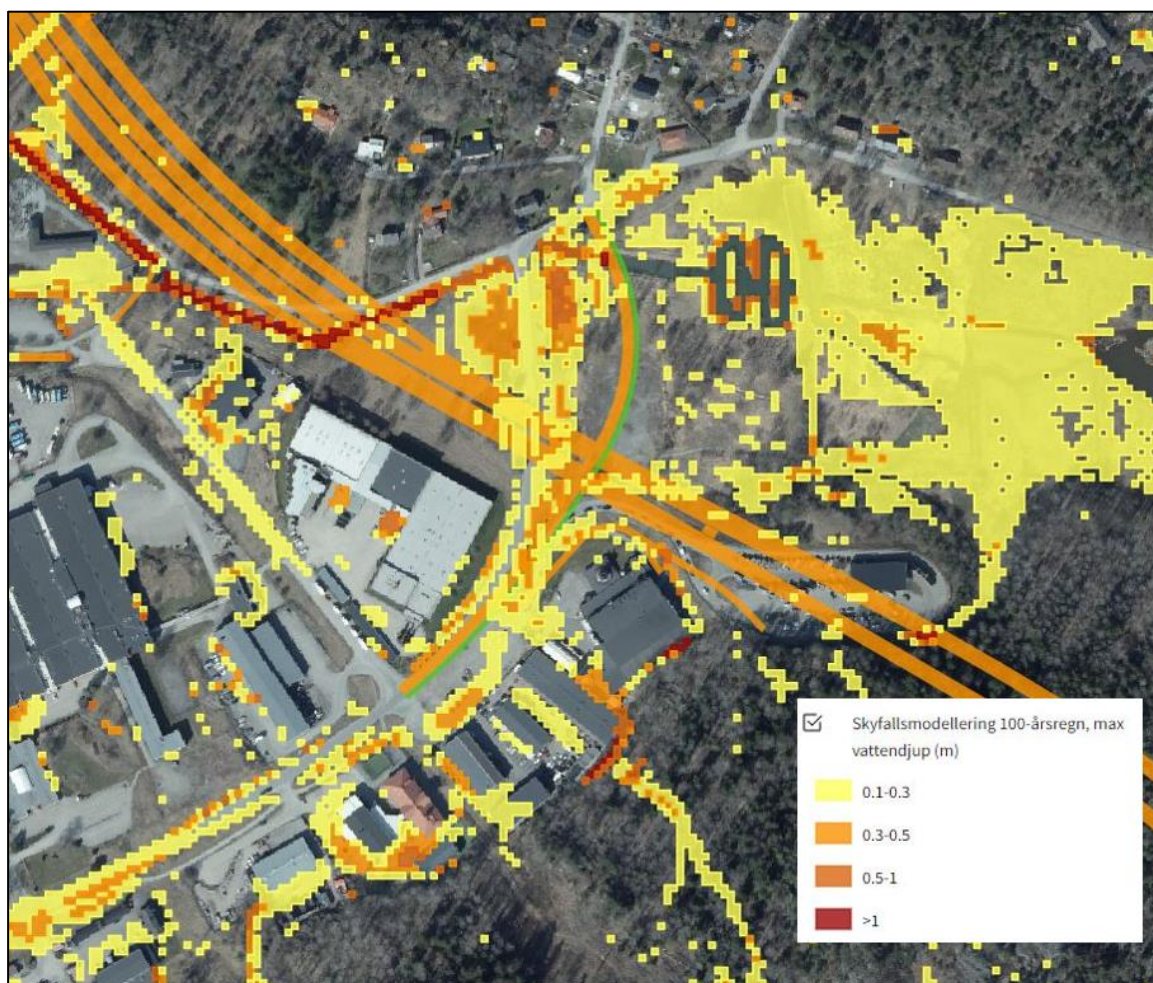 Skyfallsmodellering 100-årsregn, max
vattendjup (m)
0.1-0.3
0.3-0.5
0.5-1
>1